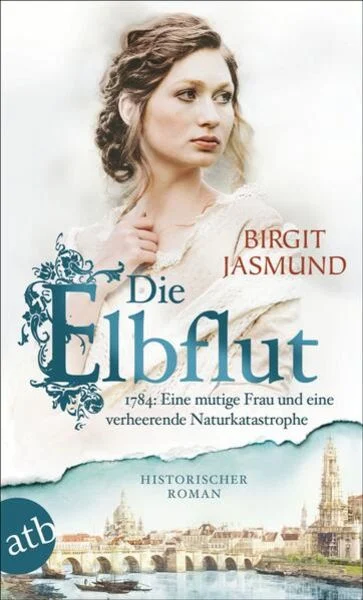 BIRGIT
JASMUND
Die
Elbflut
1784: Eine mutige Frau und eine
verheerende Naturkatastrophe
HISTORISCHER
ROMAN
atb